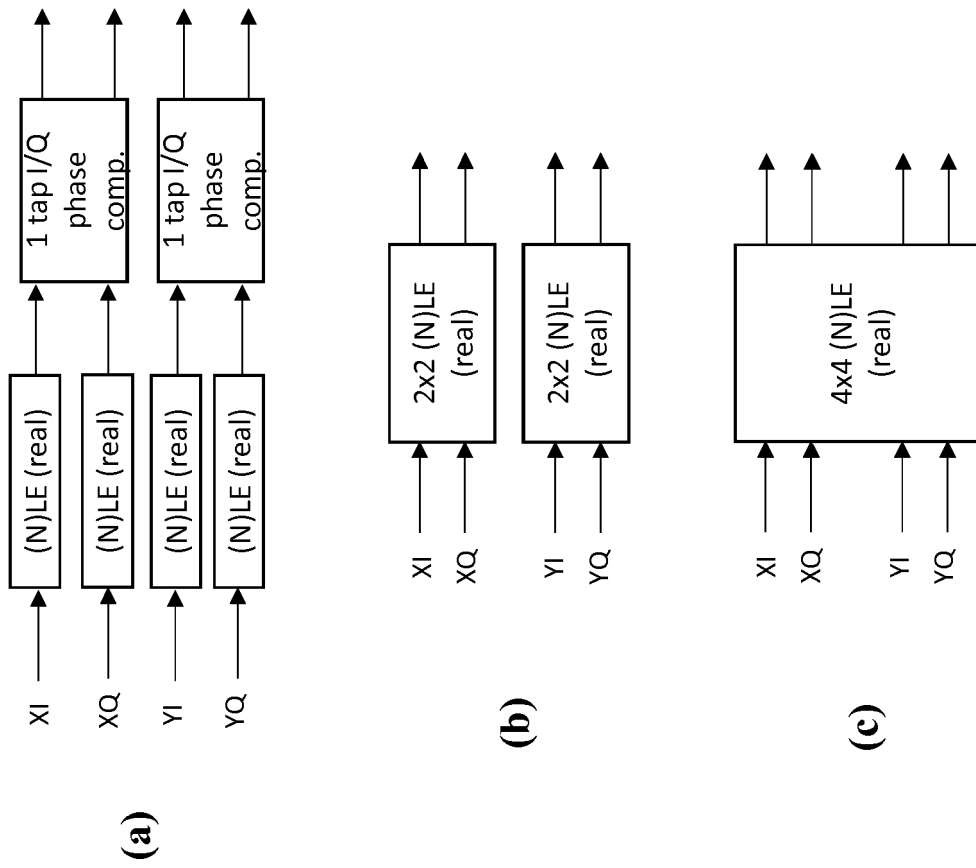 (a)
XI
(N)LE (real)
XQ
(N)LE (real)
YI
(N)LE (real)
YQ
(N)LE (real)
1 tap I/Q
phase
comp.
1 tap I/Q
phase
comp.
(b)
XI
XQ
2x2 (N)LE
(real)
YI
YQ
2x2 (N)LE
(real)
(c)
XI
XQ
YI
YQ
4x4 (N)LE
(real)